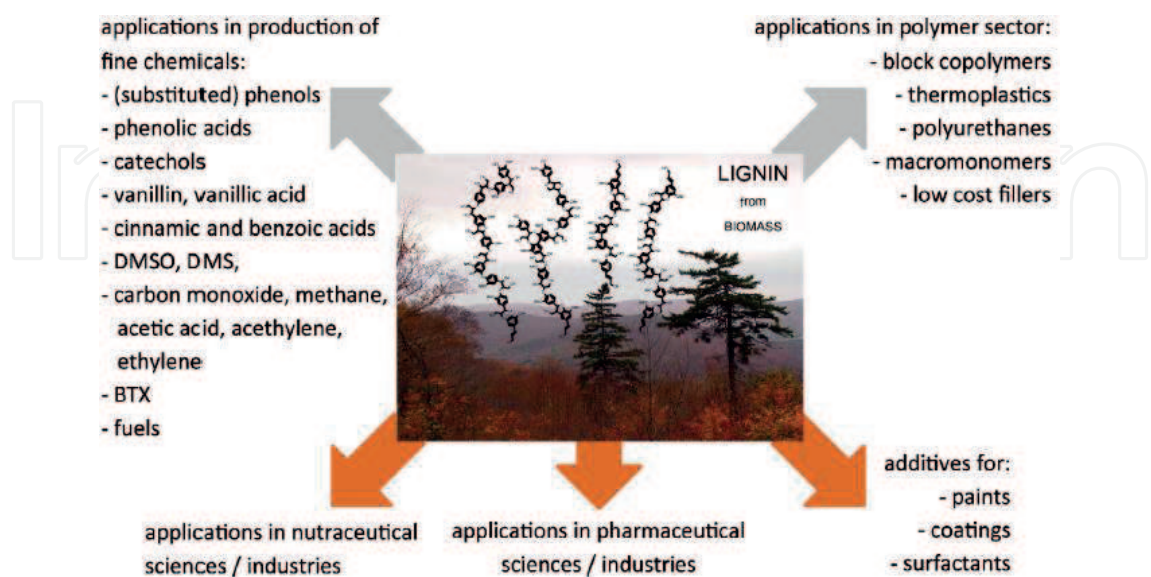 applications in production of
fine chemicals:
- (substituted) phenols
- phenolic acids
- catechols
- vanillin, vanillic acid
- cinnamic and benzoic acids
- DMSO, DMS,
- carbon monoxide, methane,
acetic acid, acethylene,
ethylene
- BTX
- fuels
applications in polymer sector:
- block copolymers
- thermoplastics
- polyurethanes
- macromonomers
- low cost fillers
LIGNIN
from
BIOMASS
applications in nutraceutical
sciences / industries
applications in pharmaceutical
sciences / industries
additives for:
- paints
- coatings
- surfactants